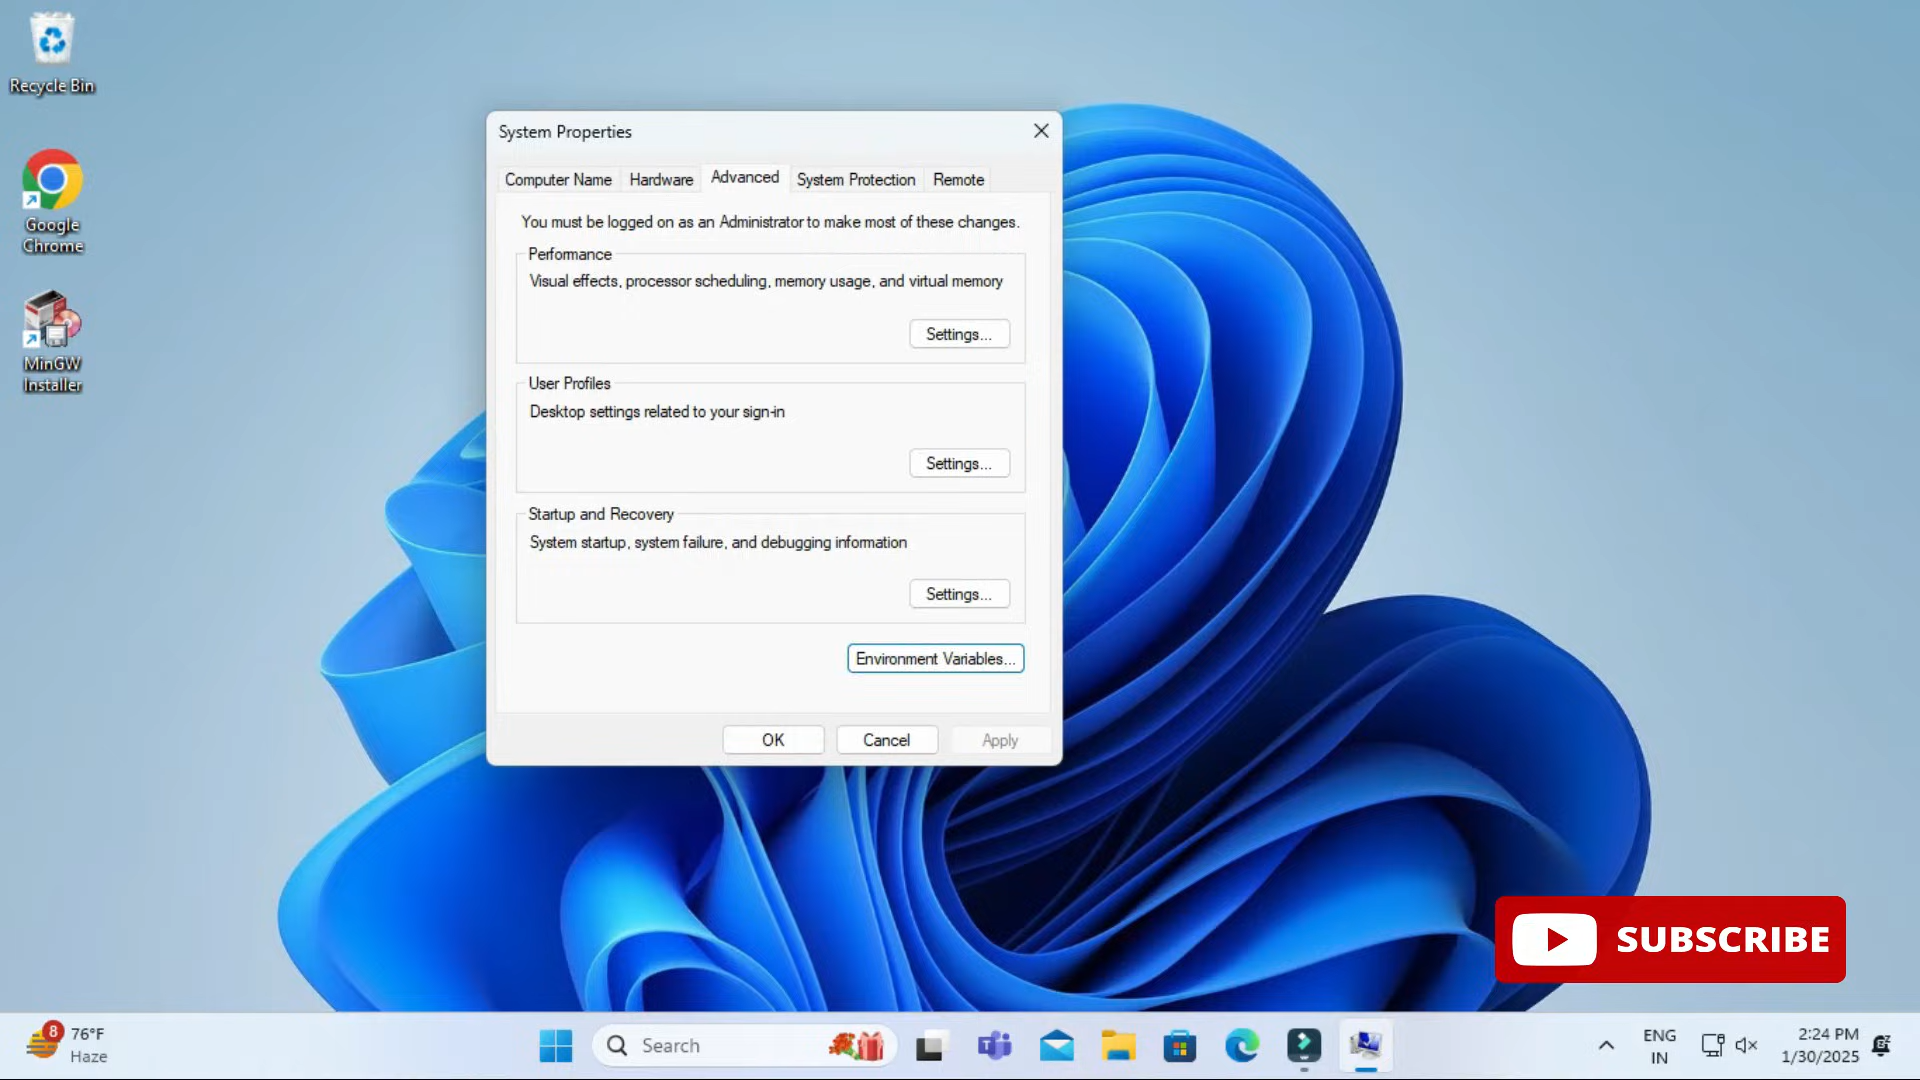 Recycle Bin
Google
Chrome
MinGW
Installer
System Properties
Computer Name
Hardware
Advanced
System Protection
Remote
You must be logged on as an Administrator to make most of these changes.
Performance
Visual effects, processor scheduling, memory usage, and virtual memory
Settings...
User Profiles
Desktop settings related to your sign-in
Settings...
Startup and Recovery
System startup, system failure, and debugging information
Settings...
Environment Variables...
OK
Cancel
Apply
SUBSCRIBE
8
76°F
Haze
Search
ENG
IN
2:24 PM
1/30/2025